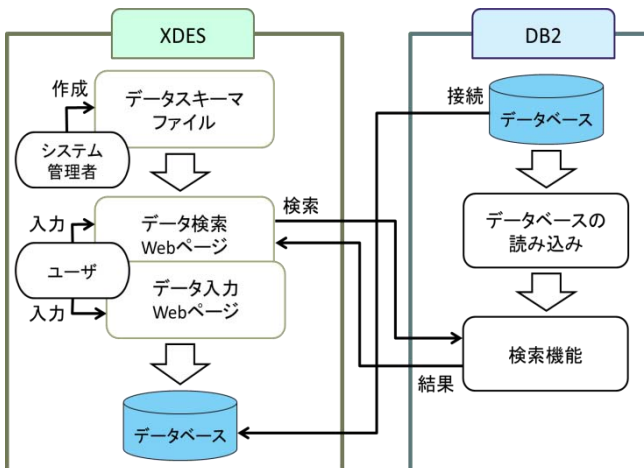 XDES
DB2
作成
データスキーマ
ファイル
システム
管理者
接続
データベース
入力
データ検索
Webページ
検索
ユーザ
データベースの
読み込み
入力
データ入力
Webページ
検索機能
結果
データベース